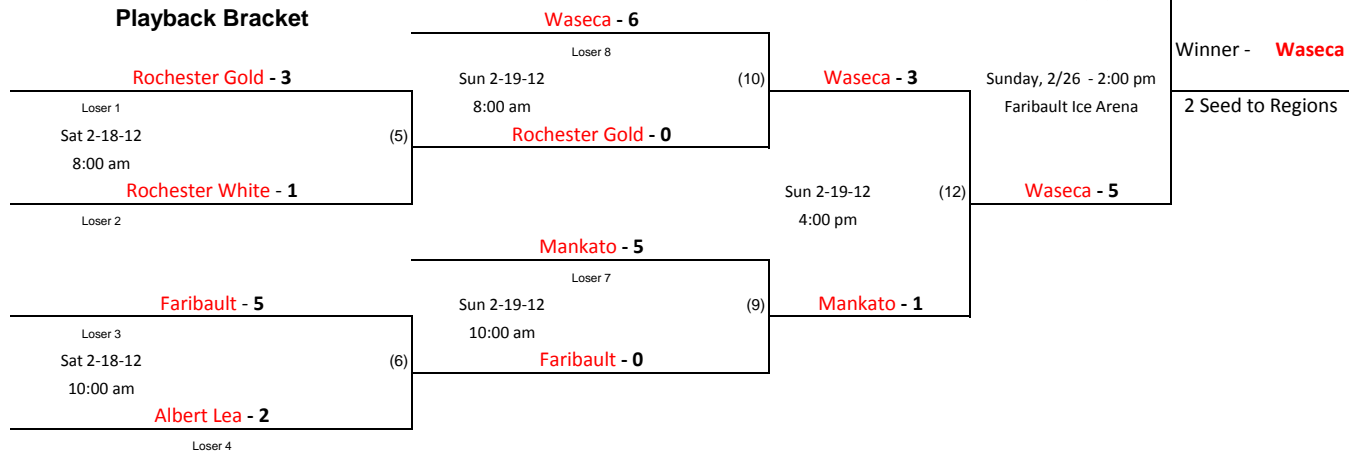 Playback Bracket
Waseca - 6
Loser 8
Winner - Waseca
Rochester Gold - 3
Sun 2-19-12
(10)
Waseca - 3
Sunday, 2/26 - 2:00 pm
Loser 1
8:00 am
Faribault Ice Arena
2 Seed to Regions
Sat 2-18-12
(5)
Rochester Gold - 0
8:00 am
Rochester White - 1
Sun 2-19-12
(12)
Waseca - 5
Loser 2
4:00 pm
Mankato - 5
Loser 7
Faribault - 5
Sun 2-19-12
(9)
Mankato - 1
Loser 3
10:00 am
Sat 2-18-12
(6)
Faribault - 0
10:00 am
Albert Lea - 2
Loser 4